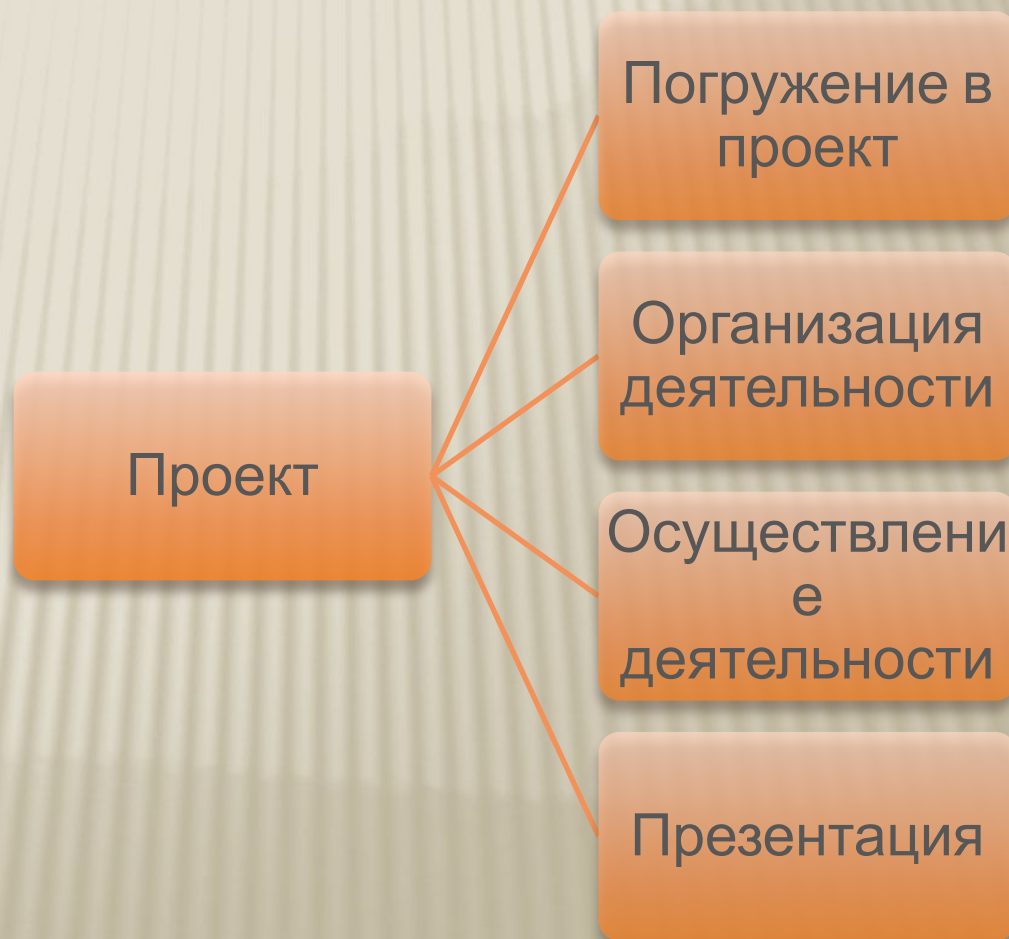 Погружение в
проект
Организация
деятельности
Проект
Осуществлени
е
деятельности
Презентация